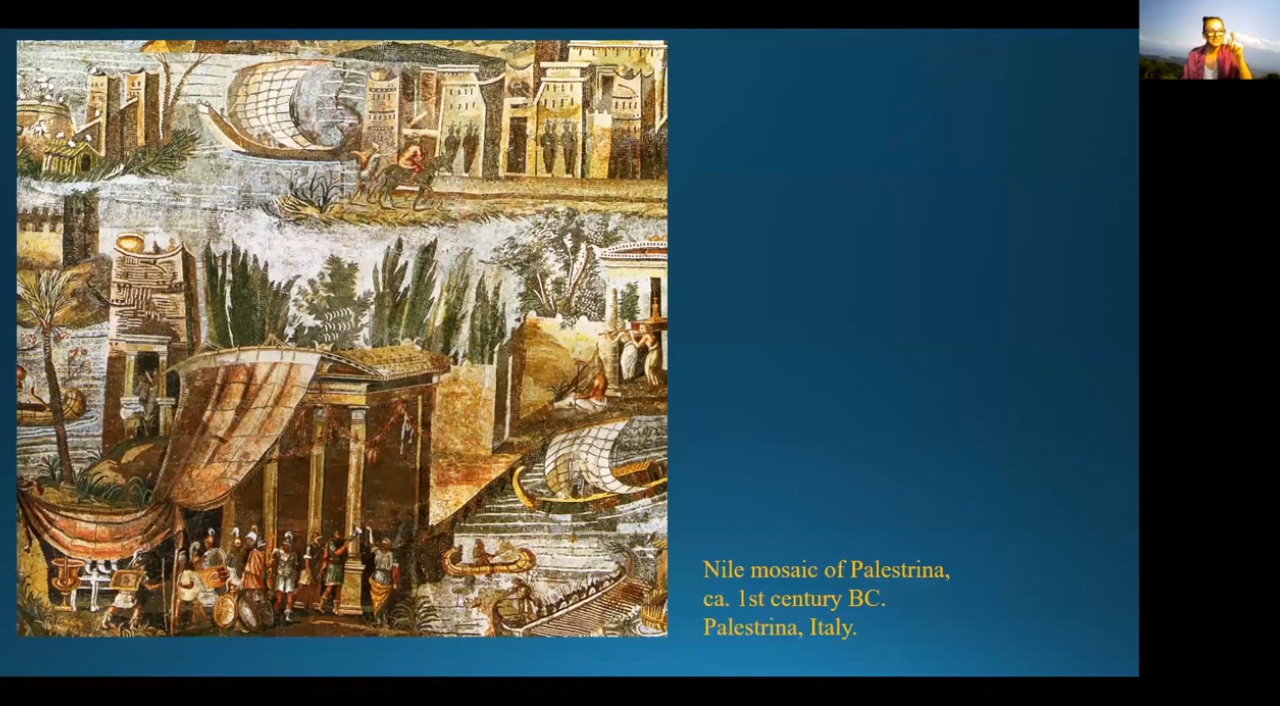 Nile mosaic of Palestrina,
ca. 1st century BC.
Palestrina, Italy.